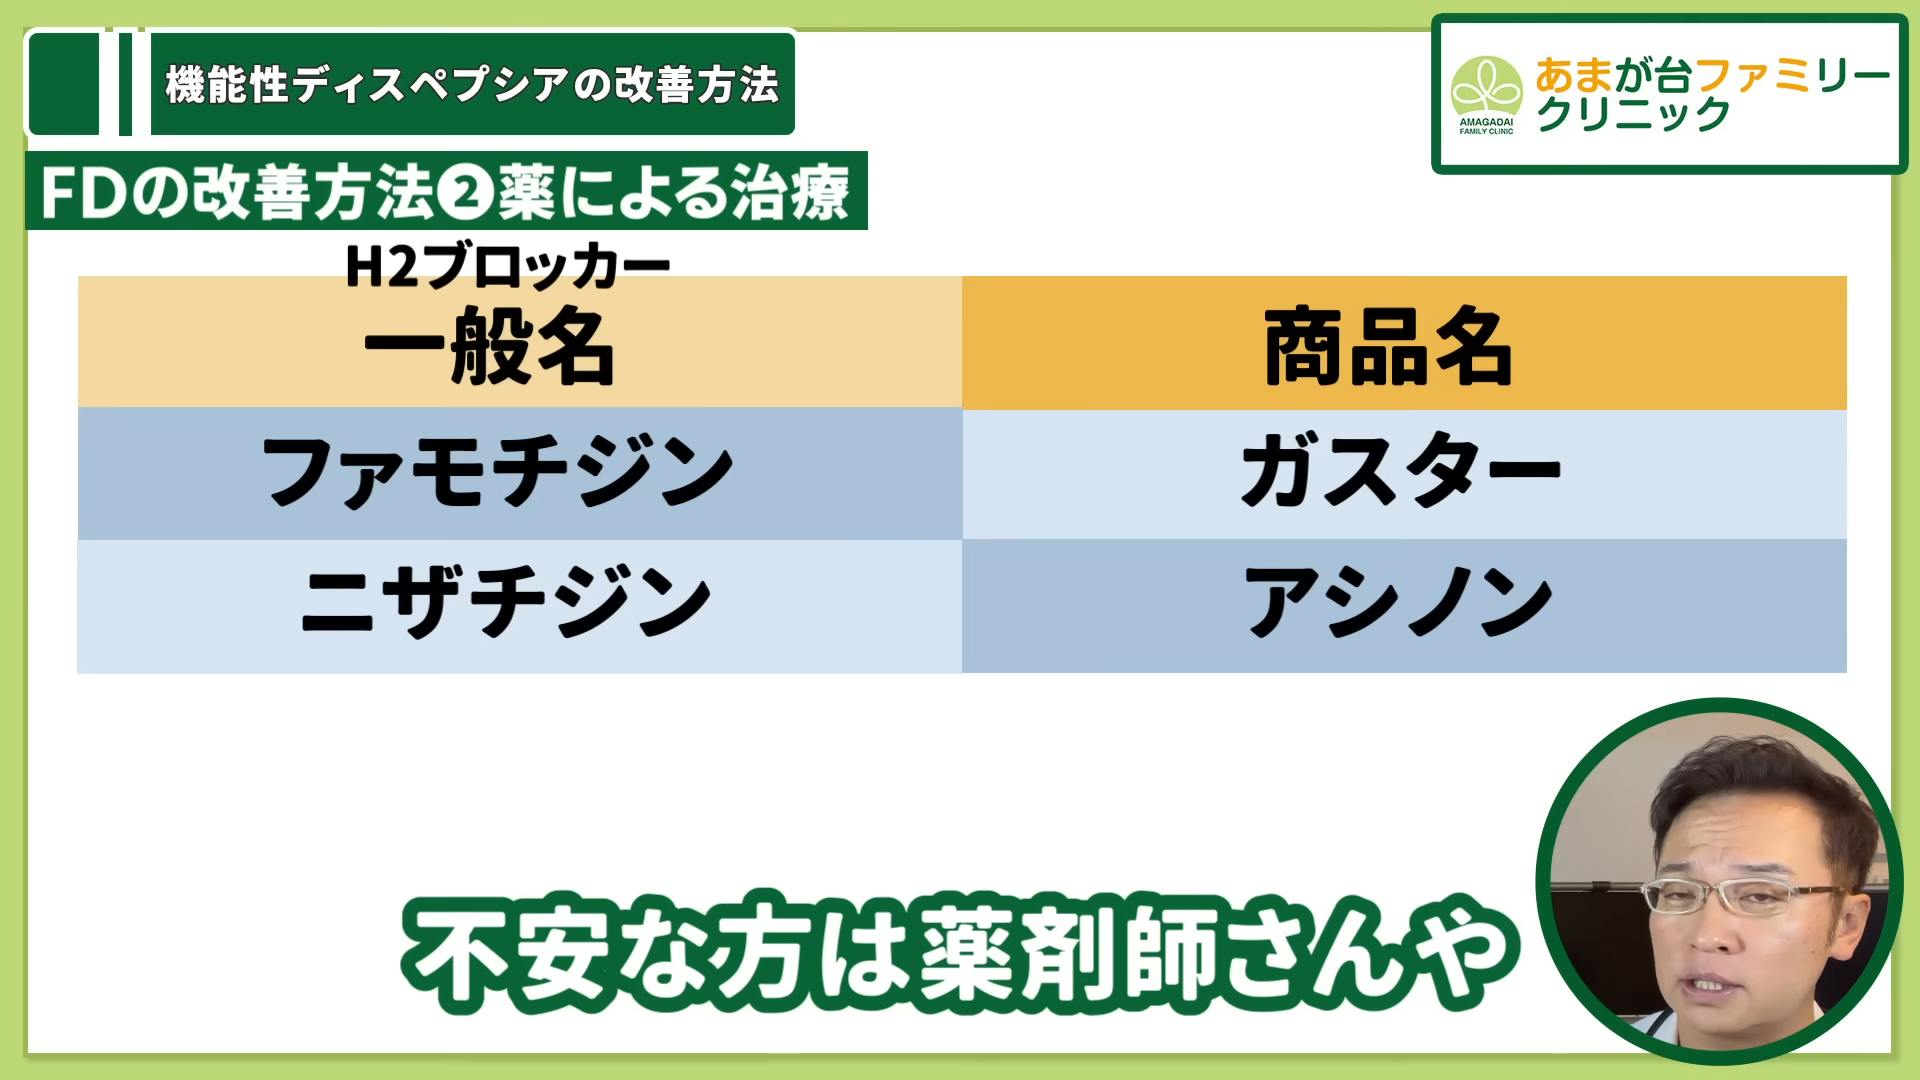 機能性ディスペプシアの改善方法
あまが台ファミリー
クリニック
AMAGADAI
FAMILY CLINIC
FDの改善方法❷薬による治療
H2ブロッカー
一般名
商品名
ファモチジン
ガスター
ニザチジン
アシノン
不安な方は薬剤師さんや